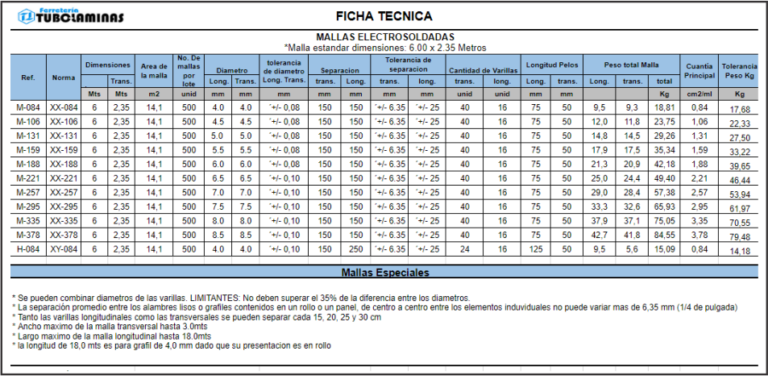 Ferretería
TUBOLAMINAS
FICHA TECNICA
MALLAS ELECTROSOLDADAS
*Malla estandar dimensiones: 6.00 x 2.35 Metros
Ref. Norma Dimensiones Area de la malla No. De mallas por lote Diametro tolerancia de diametro Long. Trans. Separacion Tolerancia de separacion Cantidad de Varillas Longitud Pelos Peso total Malla Cuantía Principal Tolerancia Peso Kg
Trans. Long. Trans. trans. Long. trans. long. trans. long. Long. trans. Long. trans. total
Mts Mts m2 unid mm mm mm mm mm mm mm unid unid mm mm Kg cm2/ml Kg
M-084 XX-084 6 2,35 14,1 500 4.0 4.0 ´+/- 0,08 150 150 ´+/- 6.35 ´+/- 25 40 16 75 50 9,5 9,3 18,81 0,84 17,68
M-106 XX-106 6 2,35 14,1 500 4.5 4.5 ´+/- 0,08 150 150 ´+/- 6.35 ´+/- 25 40 16 75 50 12,0 11,8 23,75 1,06 22,33
M-131 XX-131 6 2,35 14,1 500 5.0 5.0 ´+/- 0,08 150 150 ´+/- 6.35 ´+/- 25 40 16 75 50 14,8 14,5 29,26 1,31 27,50
M-159 XX-159 6 2,35 14,1 500 5.5 5.5 ´+/- 0,08 150 150 ´+/- 6.35 ´+/- 25 40 16 75 50 17,9 17,5 35,34 1,59 33,22
M-188 XX-188 6 2,35 14,1 500 6.0 6.0 ´+/- 0,08 150 150 ´+/- 6.35 ´+/- 25 40 16 75 50 21,3 20,9 42,18 1,88 39,65
M-221 XX-221 6 2,35 14,1 500 6.5 6.5 ´+/- 0,10 150 150 ´+/- 6.35 ´+/- 25 40 16 75 50 25,0 24,4 49,40 2,21 46,44
M-257 XX-257 6 2,35 14,1 500 7.0 7.0 ´+/- 0,10 150 150 ´+/- 6.35 ´+/- 25 40 16 75 50 29,0 28,4 57,38 2,57 53,94
M-295 XX-295 6 2,35 14,1 500 7.5 7.5 ´+/- 0,10 150 150 ´+/- 6.35 ´+/- 25 40 16 75 50 33,3 32,6 65,93 2,95 61,97
M-335 XX-335 6 2,35 14,1 500 8.0 8.0 ´+/- 0,10 150 150 ´+/- 6.35 ´+/- 25 40 16 75 50 37,9 37,1 75,05 3,35 70,55
M-378 XX-378 6 2,35 14,1 500 8.5 8.5 ´+/- 0,10 150 150 ´+/- 6.35 ´+/- 25 40 16 75 50 42,7 41,8 84,55 3,78 79,48
H-084 XY-084 6 2,35 14,1 500 4.0 4.0 ´+/- 0,10 150 250 ´+/- 6.35 ´+/- 25 24 16 125 50 9,5 5,6 15,09 0,84 14,18
Mallas Especiales
* Se pueden combinar diametros de las varillas. LIMITANTES: No deben superar el 35% de la diferencia entre los diametros.
* La separación promedio entre los alambres lisos o grafiles contenidos en un rollo o un panel, de centro a centro entre los elementos induviduales no puede variar mas de 6,35 mm (1/4 de pulgada)
* Tanto las varillas longitudinales como las transversales se pueden separar cada 15, 20, 25 y 30 cm
* Ancho maximo de la malla transversal hasta 3.0mts
* Largo maximo de la malla longitudinal hasta 18.0mts
* la longitud de 18,0 mts es para grafil de 4,0 mm dado que su presentacion es en rollo